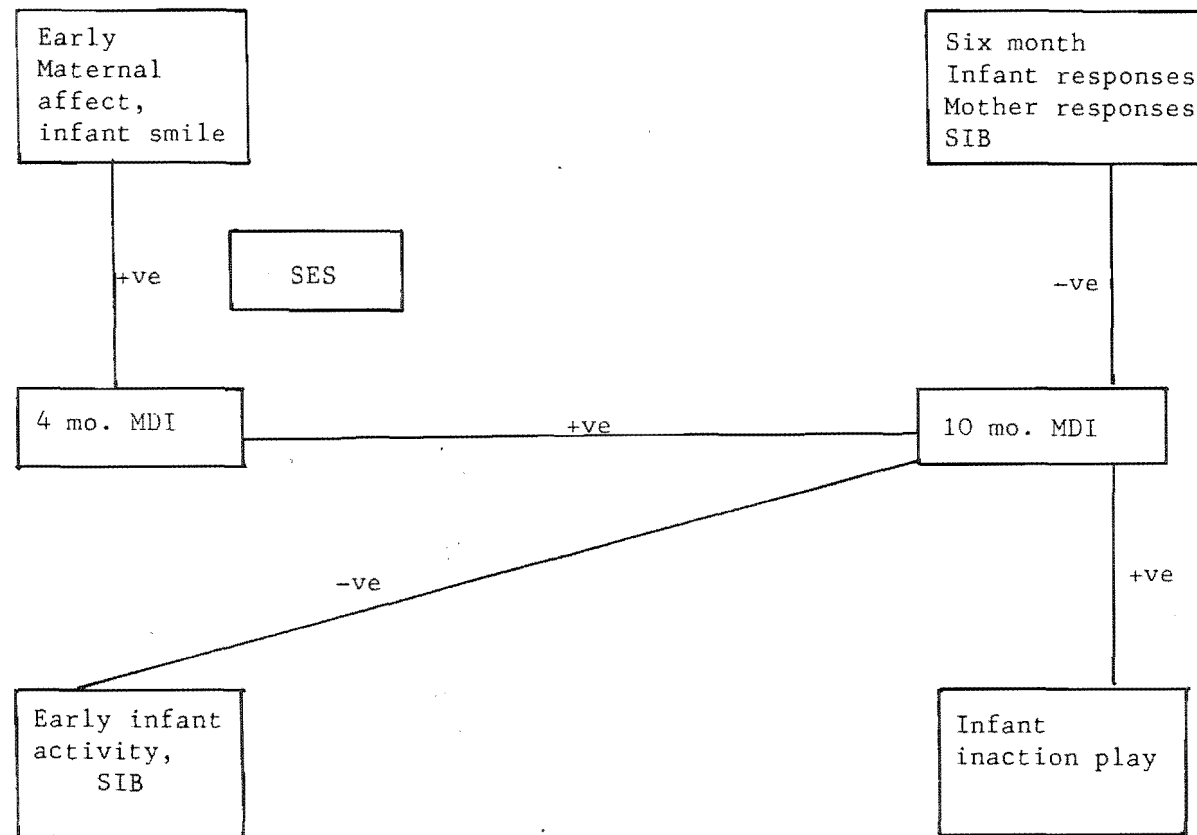 Early
Maternal
affect,
infant smile
Six month
Infant responses
Mother responses
SIB
+ve
SES
-ve
4 mo. MDI
+ve
10 mo. MDI
-ve
+ve
Early infant
activity,
SIB
Infant
inaction play